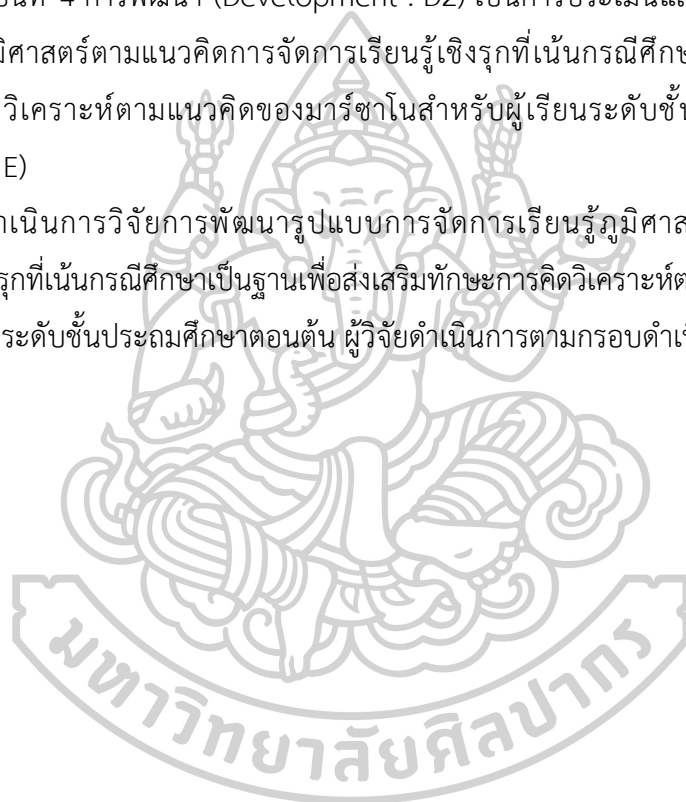 4 การพัฒนา (Development : D2) เป็นการประเมินแ
มิศาสตร์ตามแนวคิดการจัดการเรียนรู้เชิงรุกที่เน้นกรณีศึกษ
วิเคราะห์ตามแนวคิดของมาร์ซาโนสำหรับผู้เรียนระดับชั้น
E)
าเนินการวิจัยการพัฒนารูปแบบการจัดการเรียนรู้ภูมิศาส
รุกที่เน้นกรณีศึกษาเป็นฐานเพื่อส่งเสริมทักษะการคิดวิเคราะห์ต
ระดับชั้นประถมศึกษาตอนต้น ผู้วิจัยดำเนินการตามกรอบดำเ
มหาวิทยาลัยศิลปากร